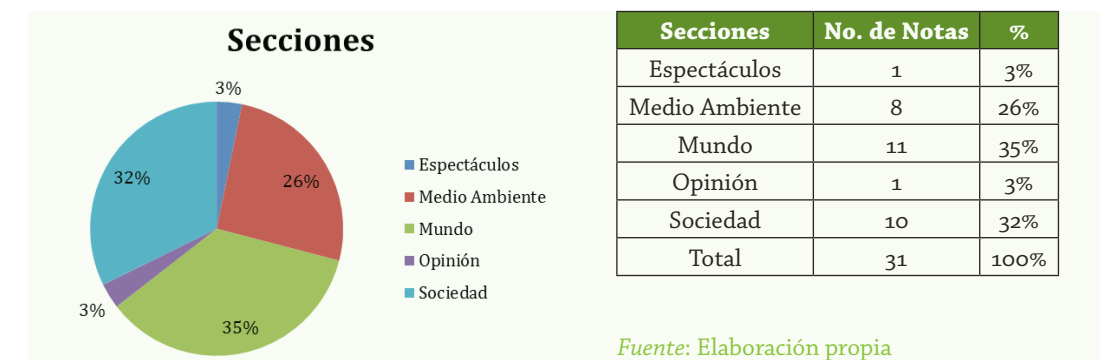 Secciones
3%
26%
32%
3%
35%
Espectáculos
Medio Ambiente
Mundo
Opinión
Sociedad
Secciones No. de Notas %
Espectáculos 1 3%
Medio Ambiente 8 26%
Mundo 11 35%
Opinión 1 3%
Sociedad 10 32%
Total 31 100%
Fuente: Elaboración propia